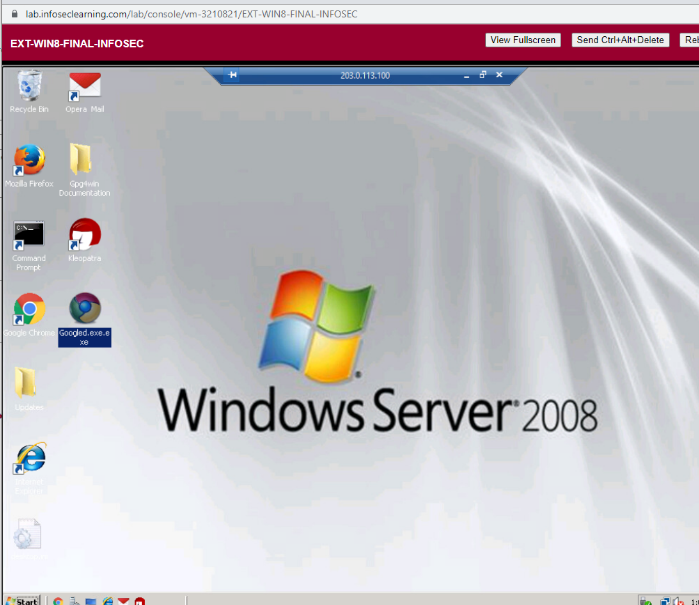 lab.infoseclearning.com/lab/console/vm-3210821/EXT-WIN8-FINAL-INFOSEC
EXT-WIN8-FINAL-INFOSEC
View Fullscreen
Send Ctrl+Alt+Delete
Reb
203.0.113.100
Recycle Bin
Opera Mail
Mozilla Firefox
Gpg4win
Documentation
C:\
Command
Prompt
Kleopatra
Google Chrome
Googled.exe.e
xe
Updates
Windows Server® 2008
Start